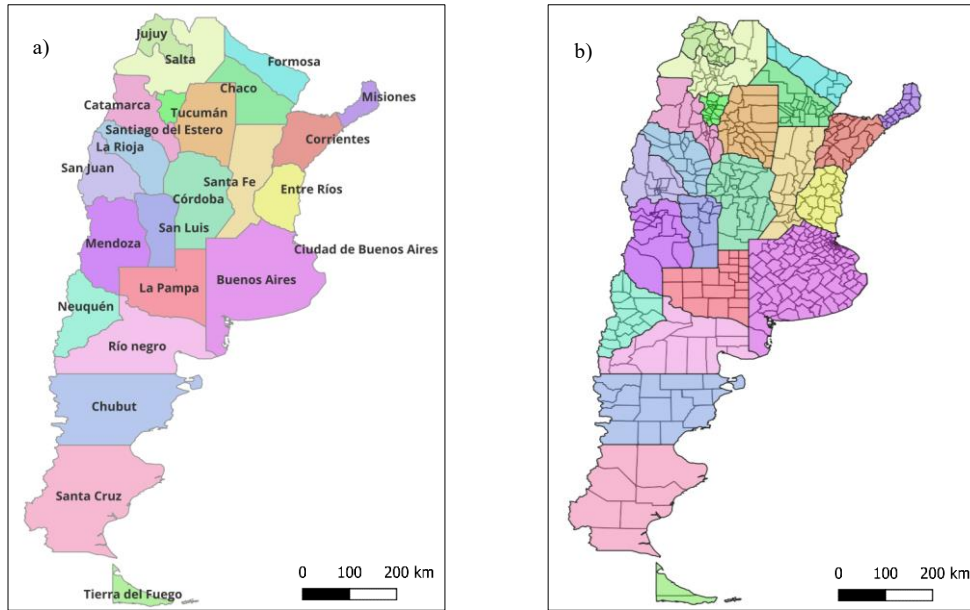 a)
Jujuy
Salta
Formosa
Chaco
Misiones
Catamarca
Tucumán
Santiago del Estero
Corrientes
La Rioja
San Juan
Santa Fe
Entre Ríos
Córdoba
San Luis
Mendoza
Ciudad de Buenos Aires
La Pampa
Buenos Aires
Neuquén
Río negro
Chubut
Santa Cruz
Tierra del Fuego
0 100 200 km
b)
0 100 200 km